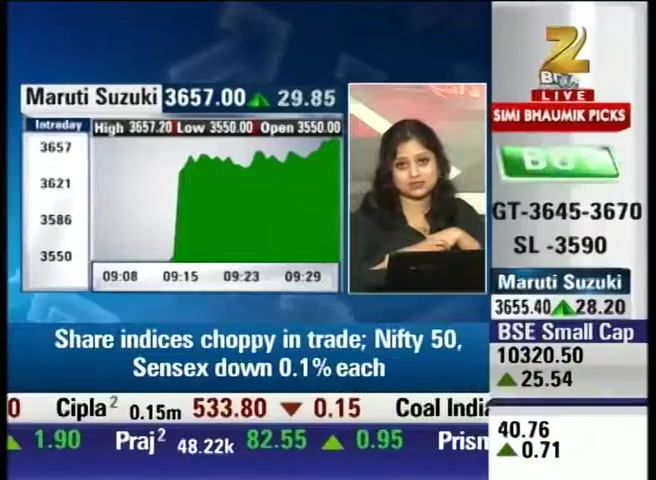 Maruti Suzuki 3657.00 29.85
Intraday High 3657.20 Low 3550.00 Open 3550.00
3657
3621
3586
3550
09:08 09:15 09:23 09:29
Z
LIVE
SIMI BHAUMIK PICKS
GT-3645-3670
SL -3590
Maruti Suzuki
3655.40 28.20
BSE Small Cap
10320.50
25.54
40.76
0.71
Share indices choppy in trade; Nifty 50,
Sensex down 0.1% each
0 Cipla² 0.15m 533.80 0.15 Coal India
1.90 Praj² 48.22k 82.55 0.95 Prism